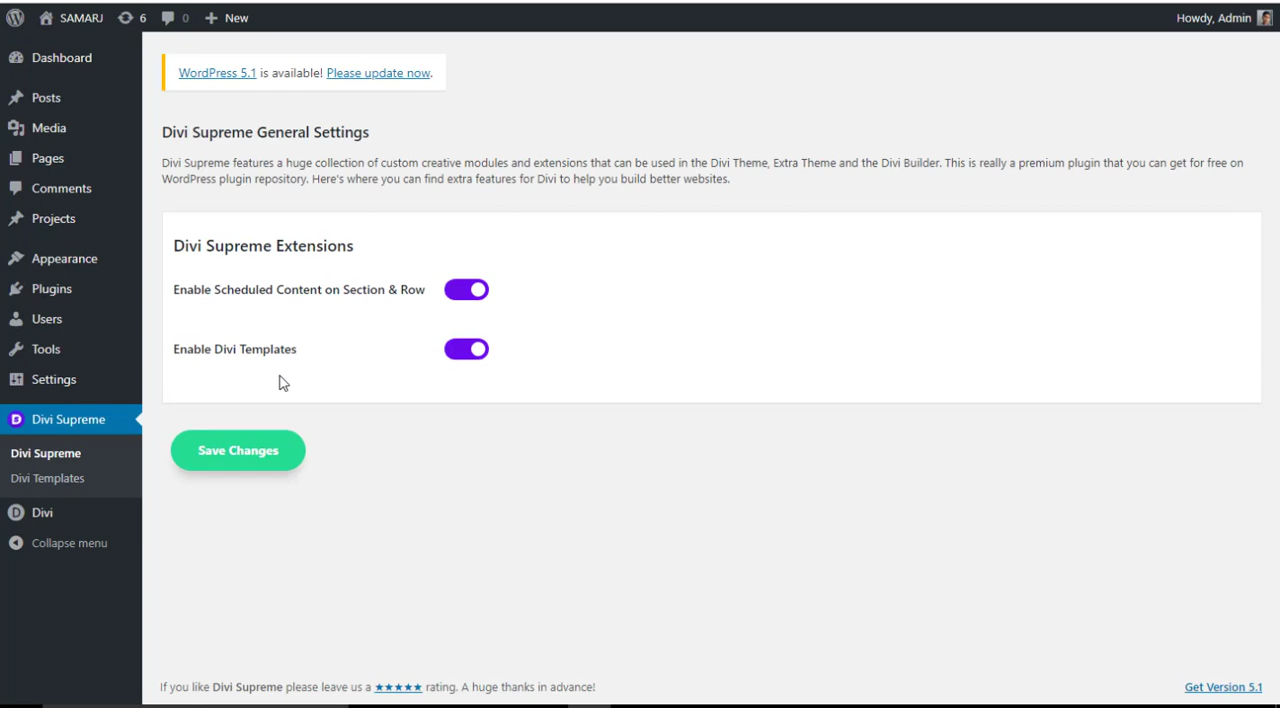 SAMARJ 6 0 New Howdy, Admin
Dashboard
Posts
Media
Pages
Comments
Projects
Appearance
Plugins
Users
Tools
Settings
Divi Supreme
Divi Supreme
Divi Templates
Divi
Collapse menu
WordPress 5.1 is available! Please update now.
Divi Supreme General Settings
Divi Supreme features a huge collection of custom creative modules and extensions that can be used in the Divi Theme, Extra Theme and the Divi Builder. This is really a premium plugin that you can get for free on
WordPress plugin repository. Here's where you can find extra features for Divi to help you build better websites.
Divi Supreme Extensions
Enable Scheduled Content on Section & Row
Enable Divi Templates
Save Changes
If you like Divi Supreme please leave us a ★★★★★ rating. A huge thanks in advance! Get Version 5.1